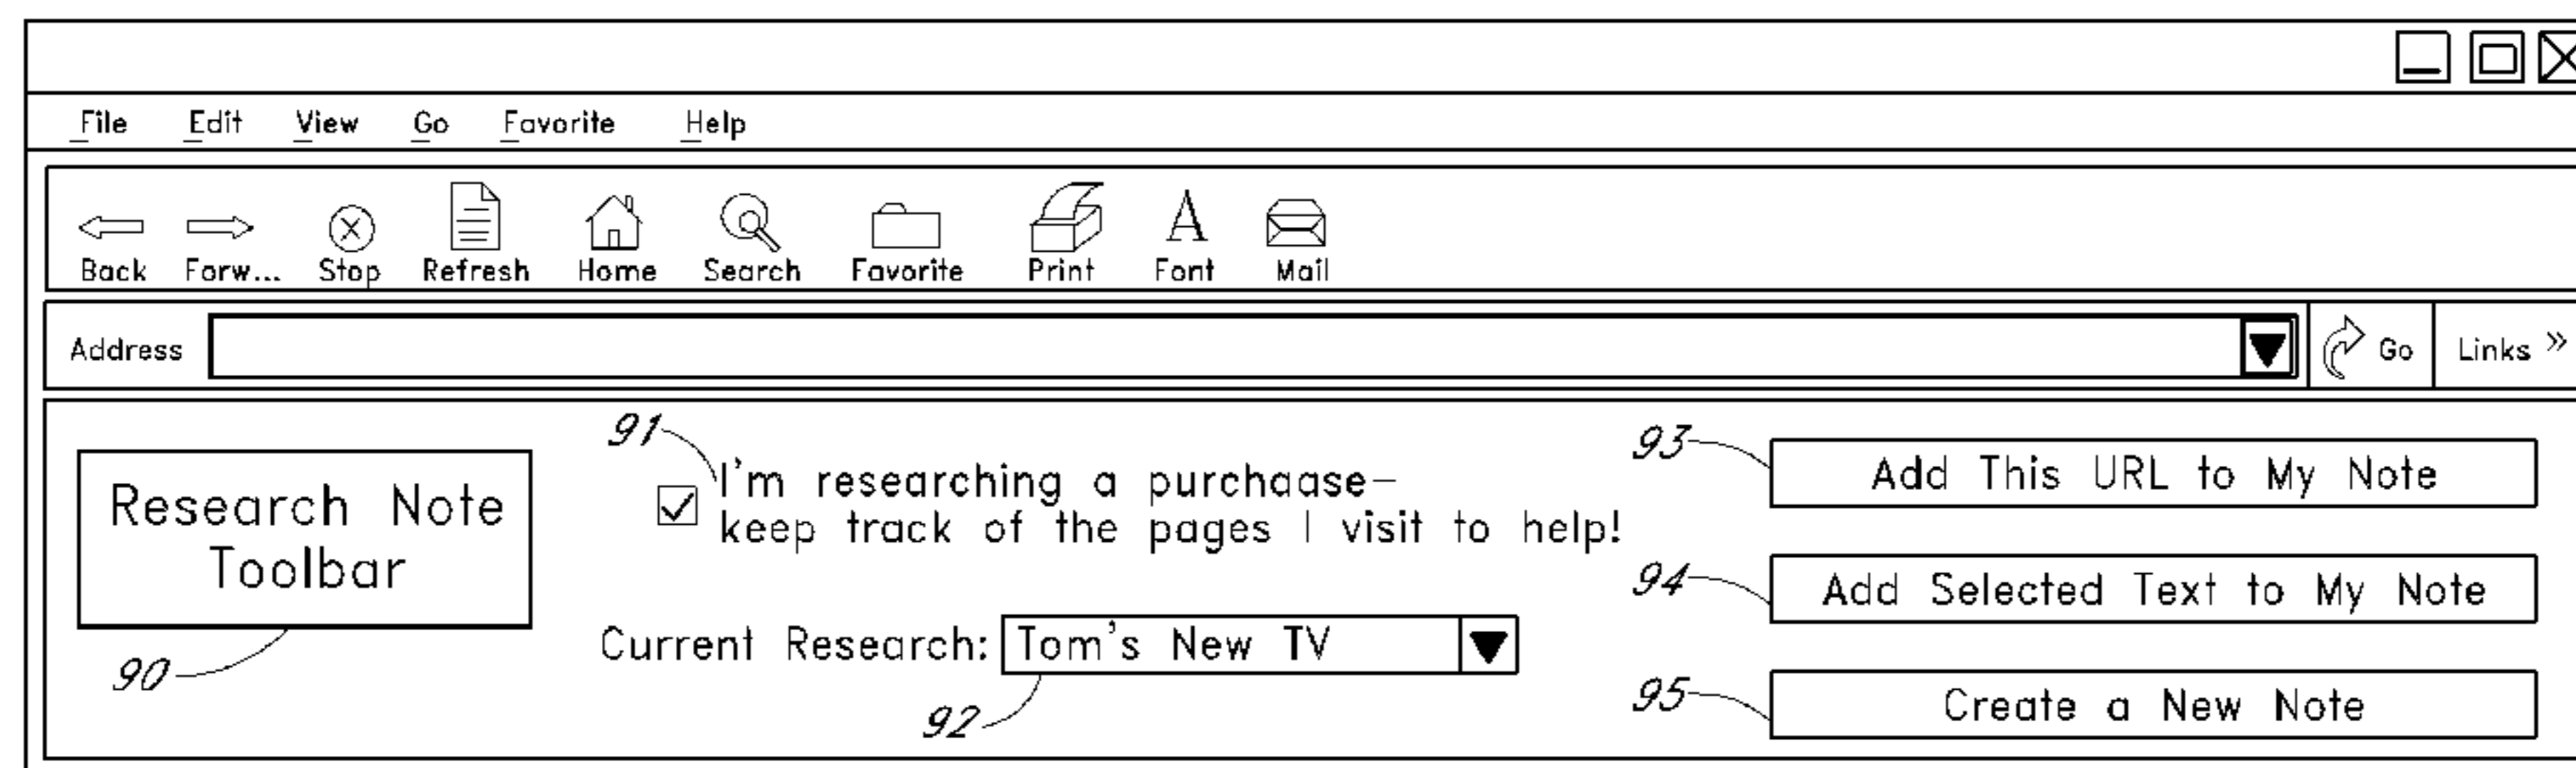 File Edit View Go Favorite Help
Back Forw... Stop Refresh Home Search Favorite Print Font Mail
Address Go Links »
91
I'm researching a purchaase-
keep track of the pages I visit to help!
93
Add This URL to My Note
Research Note
Toolbar
90
94
Add Selected Text to My Note
Current Research: Tom's New TV
92
95
Create a New Note